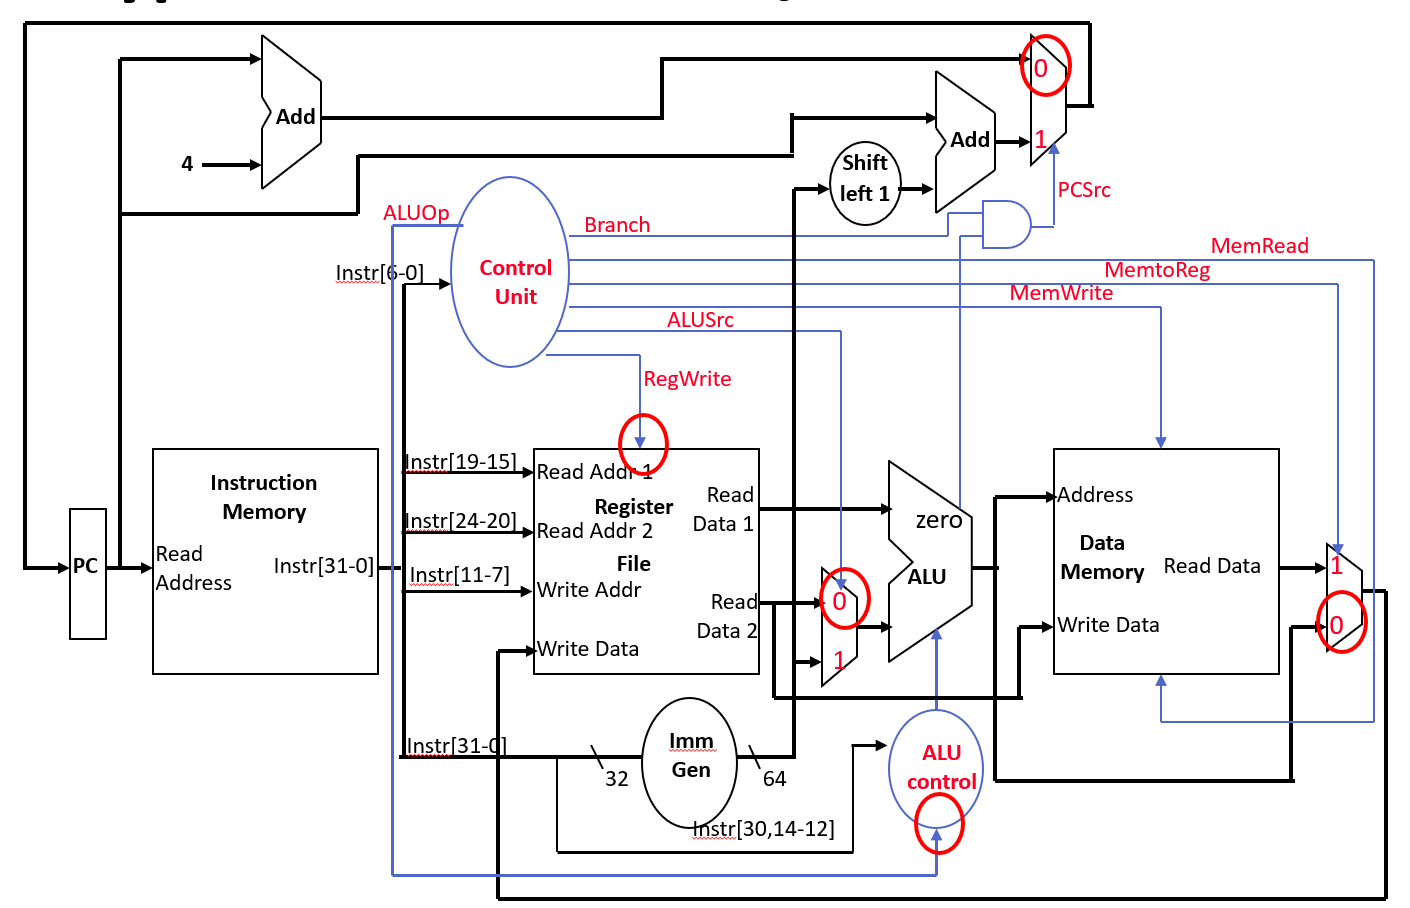 0
Add
Add
1
4
Shift
left 1
PCSrc
ALUOp
Branch
MemRead
Instr[6-0]
Control
Unit
MemtoReg
MemWrite
ALUSrc
RegWrite
Instr[19-15]
Read Addr 1
Instruction
Memory
Register
File
Read
Data 1
Instr[24-20]
Read Addr 2
zero
Address
Data
Memory
PC
Read
Address
Instr[31-0]
Instr[11-7]
Write Addr
ALU
Read Data
1
Read
Data 2
0
Write Data
0
Write Data
1
Instr[31-0]
32
Imm
Gen
64
ALU
control
Instr[30,14-12]